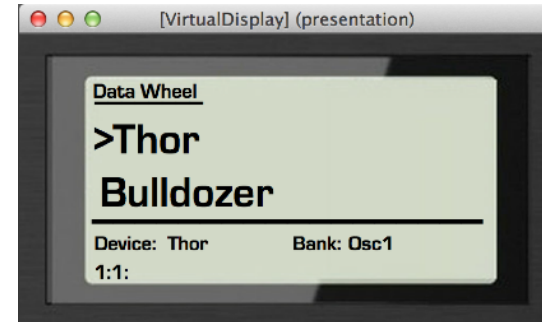 [VirtualDisplay] (presentation)
Data Wheel
>Thor
Bulldozer
Device: Thor Bank: Osc1
1:1: